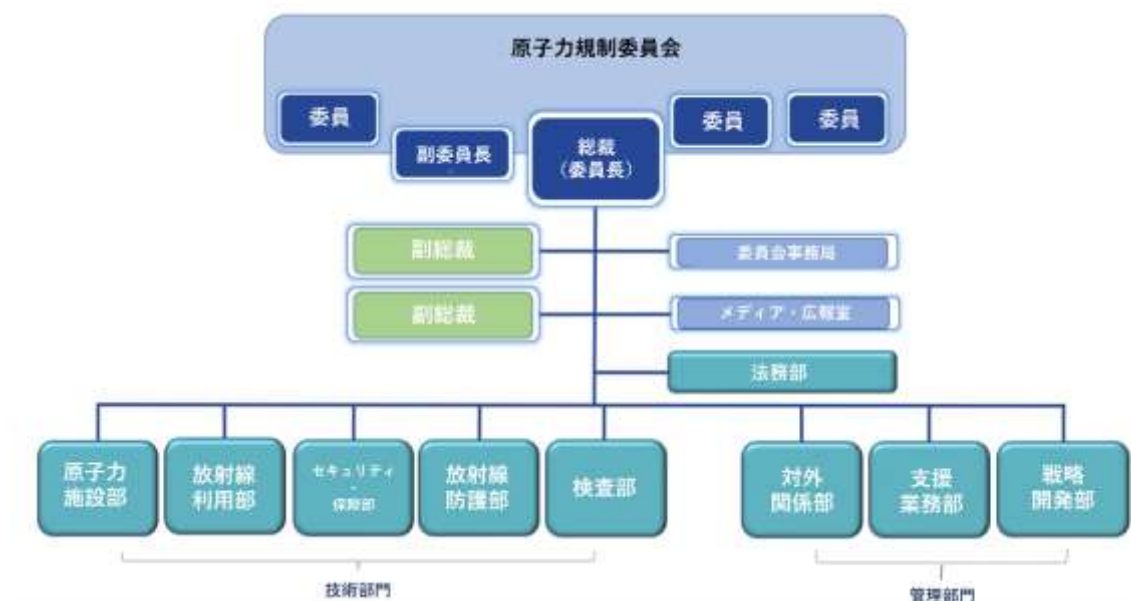 原子力規制委員会
委員
副委員長
総裁
(委員長)
委員
委員
副総裁
委員会事務局
副総裁
メディア・広報室
法務部
原子力
施設部
放射線
利用部
セキュリティ
・
保障部
放射線
防護部
検査部
対外
関係部
支援
業務部
戦略
開発部
技術部門
管理部門